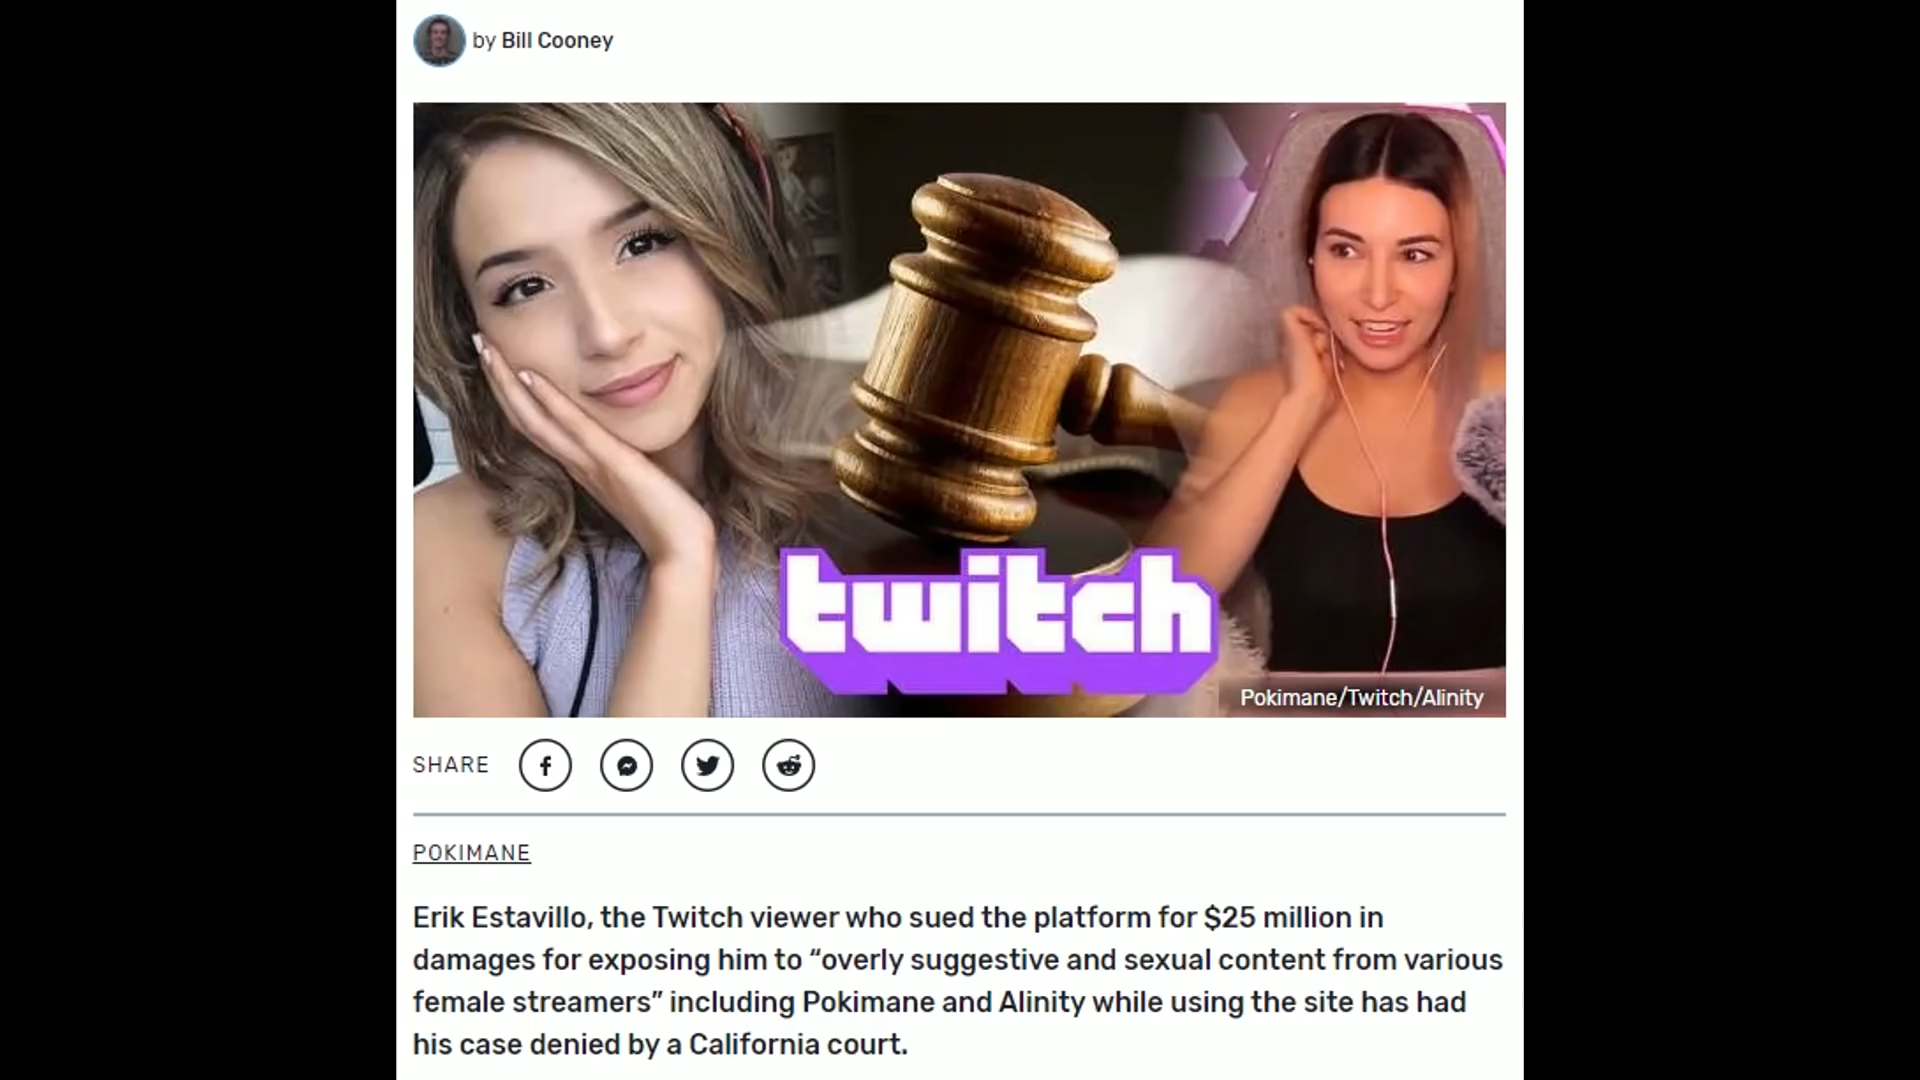 by Bill Cooney
twitch
Pokimane/Twitch/Alinity
SHARE
POKIMANE
Erik Estavillo, the Twitch viewer who sued the platform for $25 million in
damages for exposing him to “overly suggestive and sexual content from various
female streamers” including Pokimane and Alinity while using the site has had
his case denied by a California court.